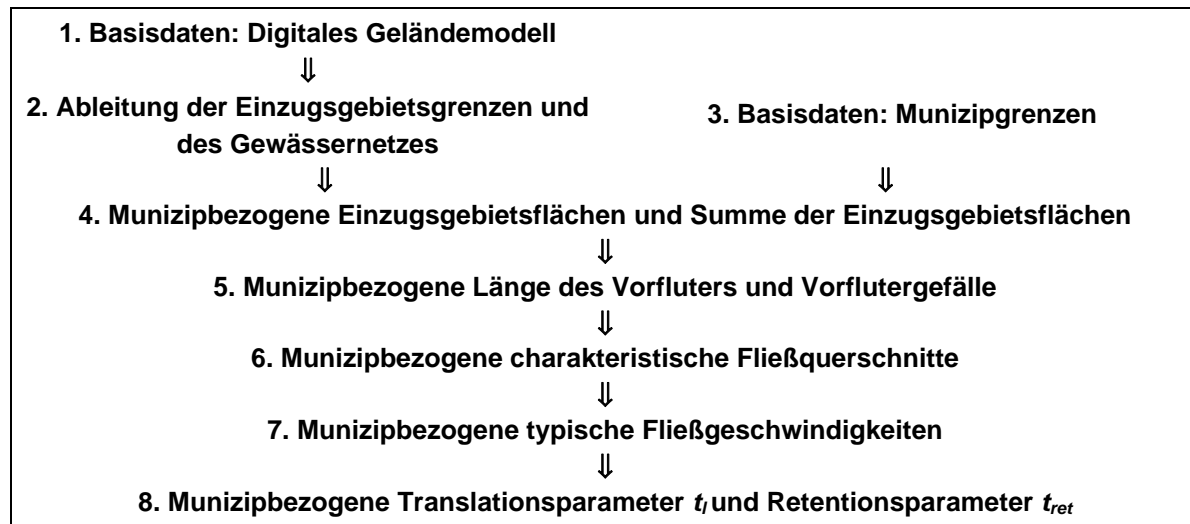 1. Basisdaten: Digitales Geländemodell
⇓
2. Ableitung der Einzugsgebietsgrenzen und
des Gewässernetzes
3. Basisdaten: Munizipgrenzen
⇓ ⇓
4. Munizipbezogene Einzugsgebietsflächen und Summe der Einzugsgebietsflächen
⇓
5. Munizipbezogene Länge des Vorfluters und Vorflutergefälle
⇓
6. Munizipbezogene charakteristische Fließquerschnitte
⇓
7. Munizipbezogene typische Fließgeschwindigkeiten
⇓
8. Munizipbezogene Translationsparameter t_l und Retentionsparameter t_ret